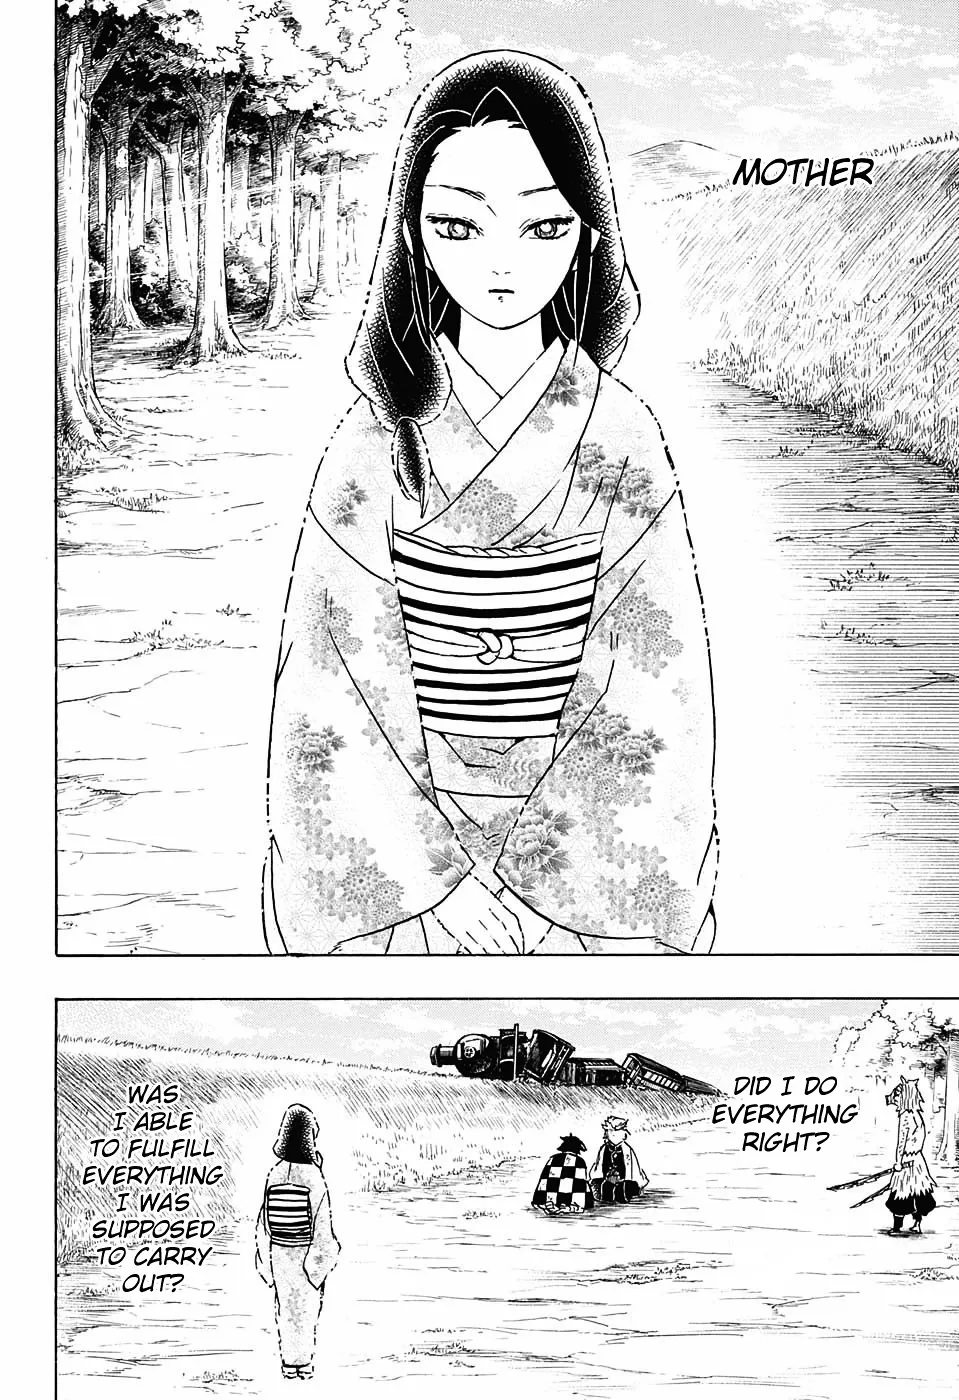 MOTHER
DID I DO
EVERYTHING
RIGHT?
WAS
I ABLE
TO FULFILL
EVERYTHING
I WAS
SUPPOSED
TO CARRY
OUT?